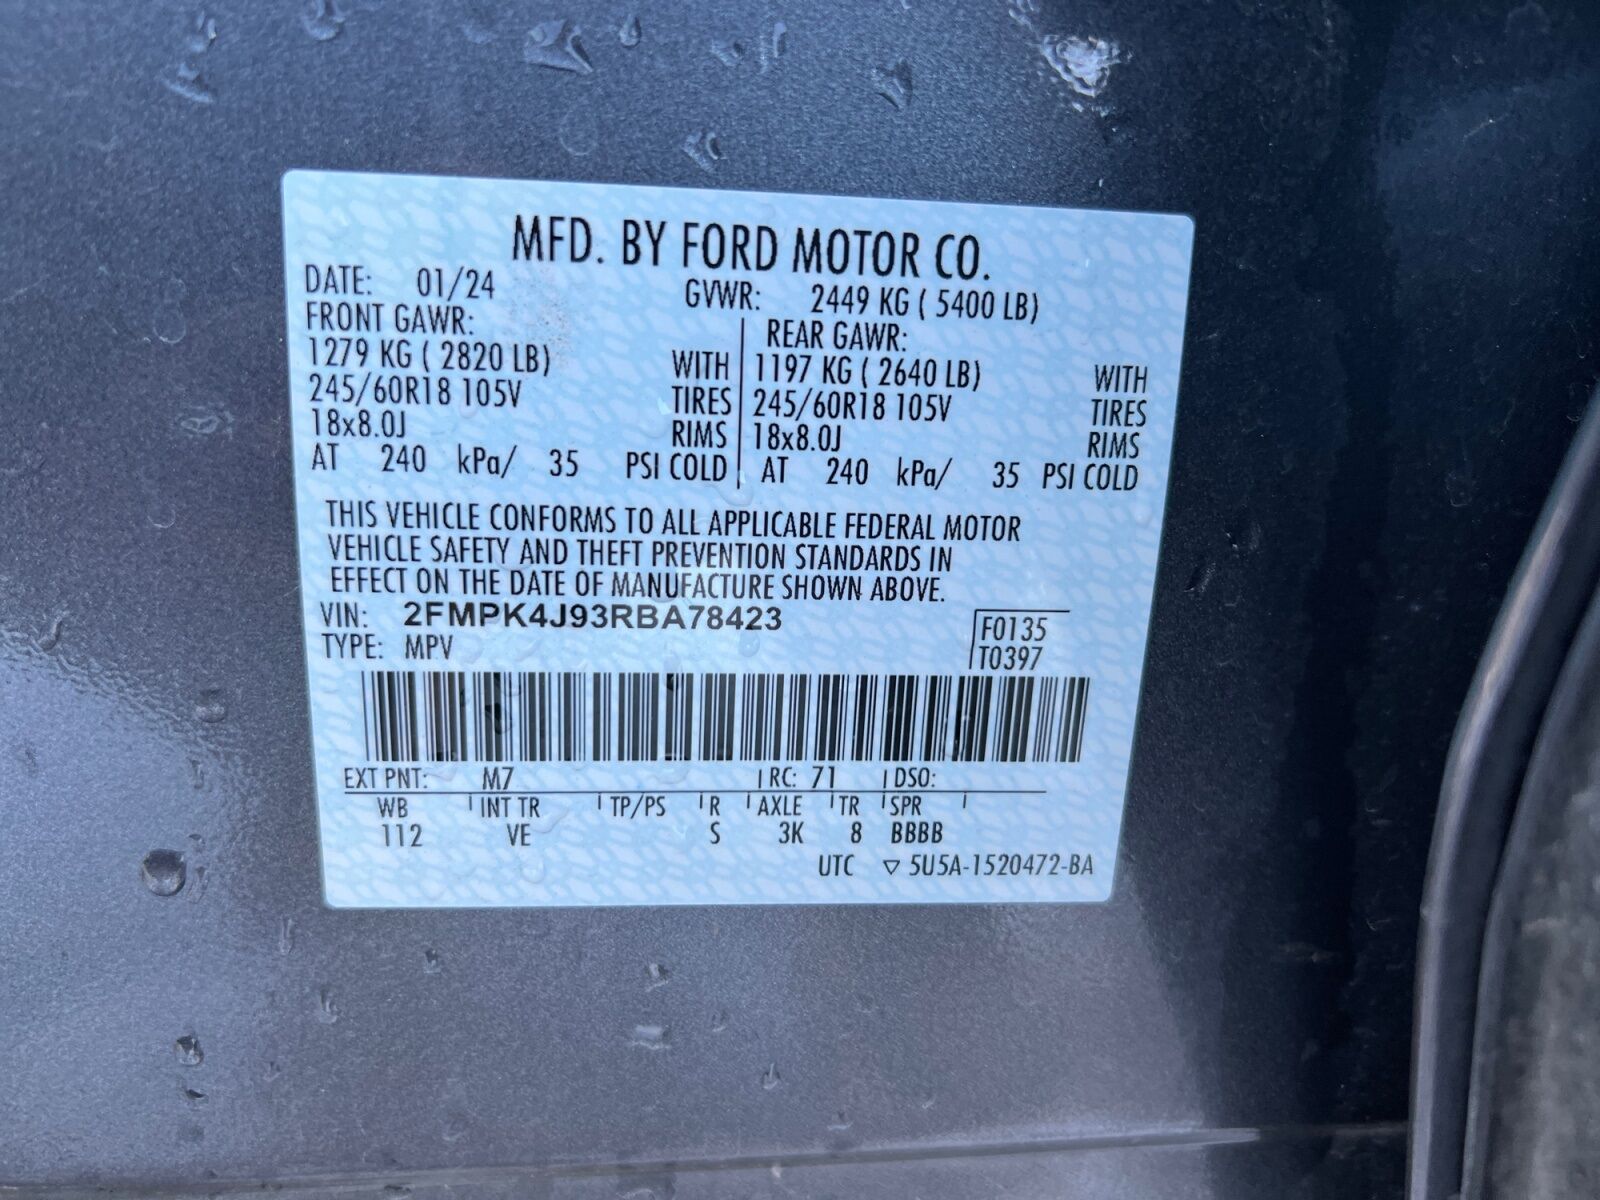 MFD. BY FORD MOTOR CO.
DATE: 01/24 GVWR: 2449 KG ( 5400 LB)
FRONT GAWR: REAR GAWR:
1279 KG ( 2820 LB) WITH 1197 KG ( 2640 LB) WITH
245/60R18 105V TIRES 245/60R18 105V TIRES
18x8.0J RIMS 18x8.0J RIMS
AT 240 kPa/ 35 PSI COLD AT 240 kPa/ 35 PSI COLD
THIS VEHICLE CONFORMS TO ALL APPLICABLE FEDERAL MOTOR
VEHICLE SAFETY AND THEFT PREVENTION STANDARDS IN
EFFECT ON THE DATE OF MANUFACTURE SHOWN ABOVE.
VIN: 2FMPK4J93RBA78423
F0135
TYPE: MPV
T0397
EXT PNT: M7 RC: 71 DSO:
WB INT TR TP/PS R AXLE TR SPR
112 VE S 3K 8 BBBB
UTC ▽ 5U5A-1520472-BA